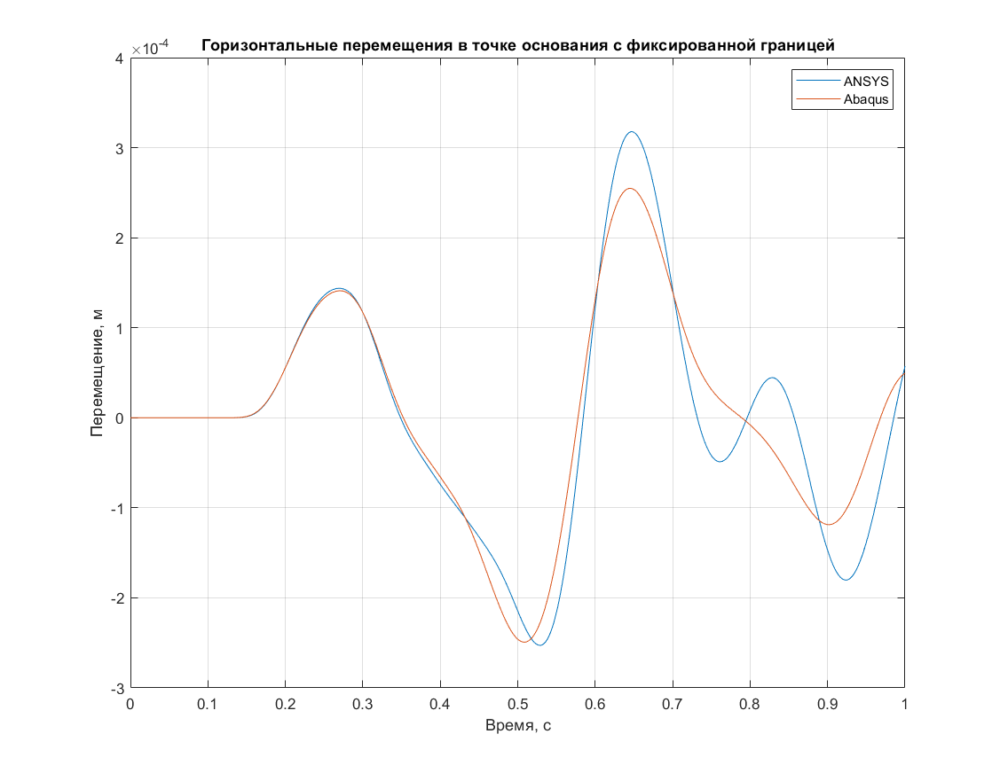 Горизонтальные перемещения в точке основания с фиксированной границей
×10⁻⁴
ANSYS
Abaqus
4
3
2
1
0
-1
-2
-3
Перемещение, м
0 0.1 0.2 0.3 0.4 0.5 0.6 0.7 0.8 0.9 1
Время, с